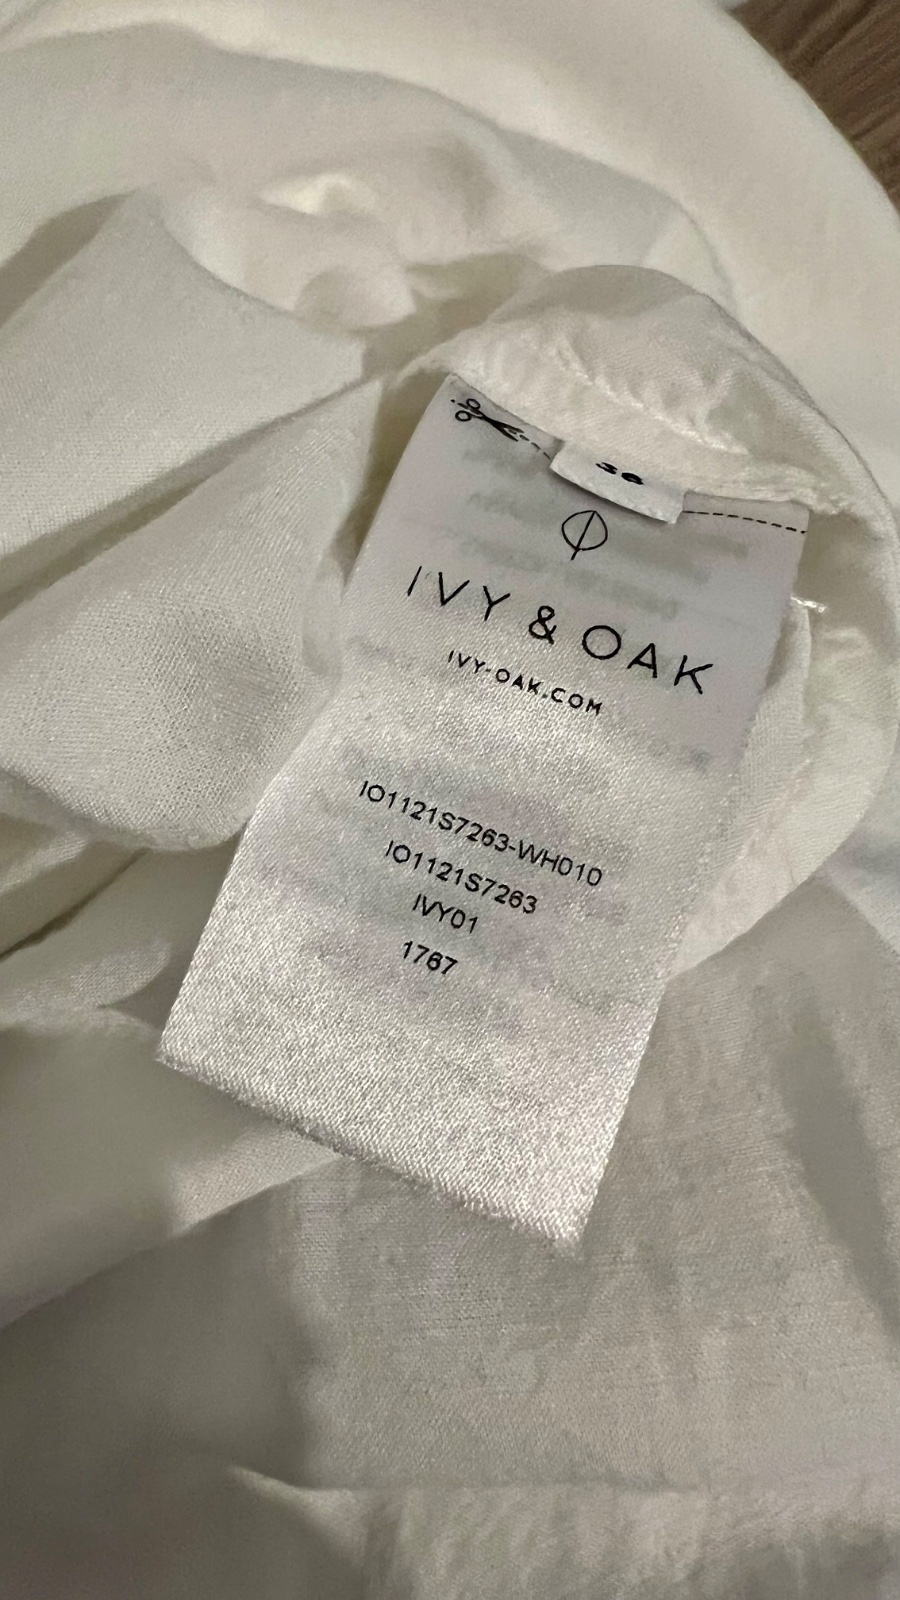 36
IVY & OAK
IVY-OAK.COM
IO1121S7263-WH010
IO1121S7263
IVY01
1767